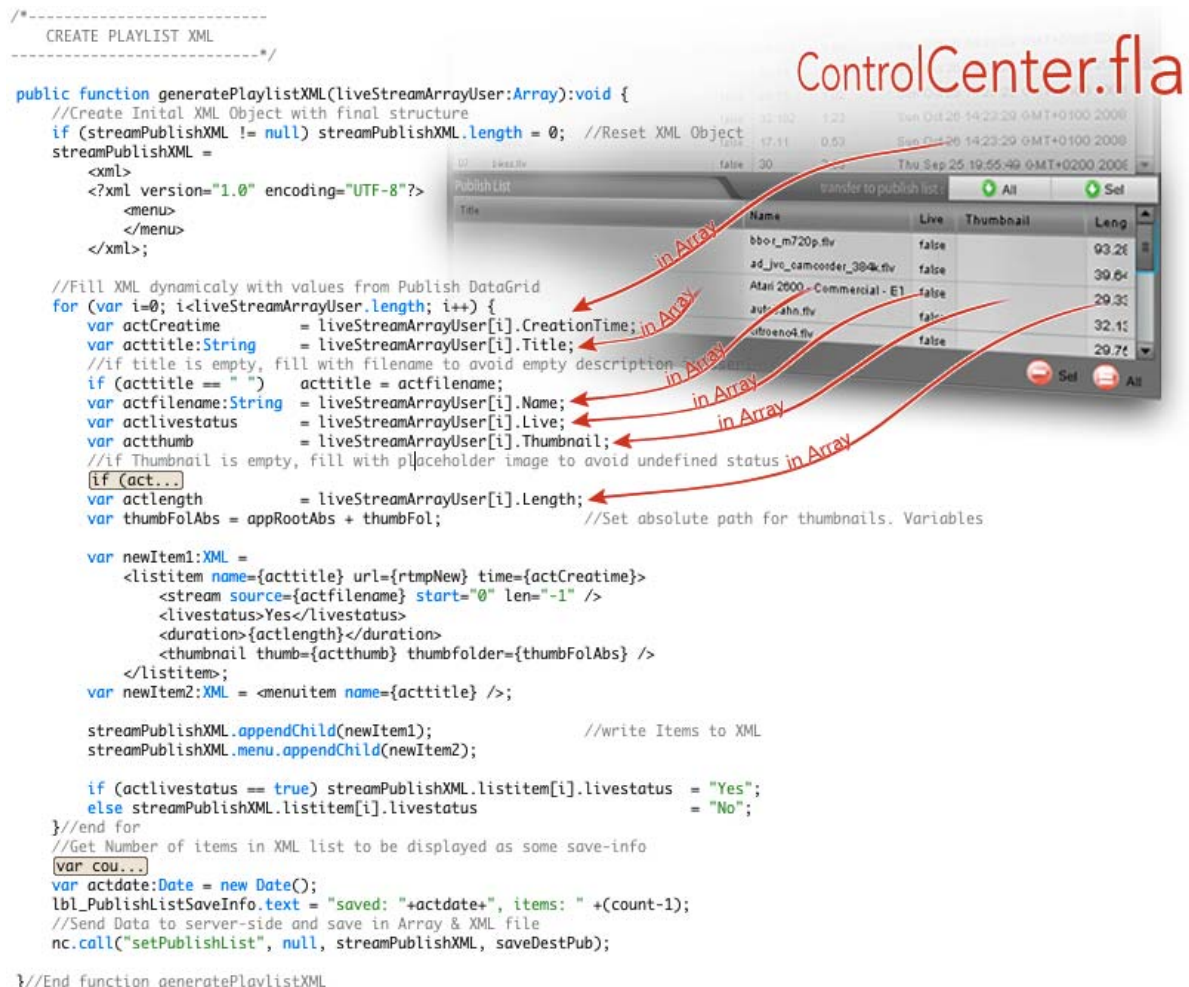 /*---------------------------
CREATE PLAYLIST XML
----------------------------*/
ControlCenter.fla
public function generatePlaylistXML(liveStreamArrayUser:Array):void {
//Create Inital XML Object with final structure
if (streamPublishXML != null) streamPublishXML.length = 0;  //Reset XML Object
streamPublishXML =
<xml>
<?xml version="1.0" encoding="UTF-8"?>
<menu>
</menu>
</xml>;
//Fill XML dynamicaly with values from Publish DataGrid
for (var i=0; i<liveStreamArrayUser.length; i++) {
var actCreatime = liveStreamArrayUser[i].CreationTime;
var acttitle:String = liveStreamArrayUser[i].Title;
//if title is empty, fill with filename to avoid empty description
if (acttitle == " ") acttitle = actfilename;
var actfilename:String = liveStreamArrayUser[i].Name;
var actlivestatus = liveStreamArrayUser[i].Live;
var actthumb = liveStreamArrayUser[i].Thumbnail;
//if Thumbnail is empty, fill with placeholder image to avoid undefined status
if (act...
var actlength = liveStreamArrayUser[i].Length;
var thumbFolAbs = appRootAbs + thumbFol; //Set absolute path for thumbnails. Variables
var newItem1:XML =
<listitem name={acttitle} url={rtmpNew} time={actCreatime}>
<stream source={actfilename} start="0" len="-1" />
<livestatus>Yes</livestatus>
<duration>{actlength}</duration>
<thumbnail thumb={actthumb} thumbfolder={thumbFolAbs} />
</listitem>;
var newItem2:XML = <menuitem name={acttitle} />;
streamPublishXML.appendChild(newItem1); //write Items to XML
streamPublishXML.menu.appendChild(newItem2);
if (actlivestatus == true) streamPublishXML.listitem[i].livestatus = "Yes";
else streamPublishXML.listitem[i].livestatus = "No";
}//end for
//Get Number of items in XML list to be displayed as some save-info
var cou...
var actdate:Date = new Date();
lbl_PublishListSaveInfo.text = "saved: "+actdate+", items: " +(count-1);
//Send Data to server-side and save in Array & XML file
nc.call("setPublishList", null, streamPublishXML, saveDestPub);
}//End function generatePlaylistXML
false 32.102 1.23 Sun Oct 26 14:23:29 GMT+0100 2008
false 17.11 0.53 Sun Oct 26 14:23:29 GMT+0100 2008
false 30 Thu Sep 25 19:55:49 GMT+0200 2008
Publish List transfer to publish list : All Sel
Title Name Live Thumbnail Leng
bbor_m720p.flv false 93.28
ad_jvc_camcorder_384k.flv false 39.64
Atari 2600 - Commercial - E1 false 29.33
false 32.13
citroeno4.flv false 29.76
Sel All
in Array
in Array
in Array
in Array
in Array
in Array